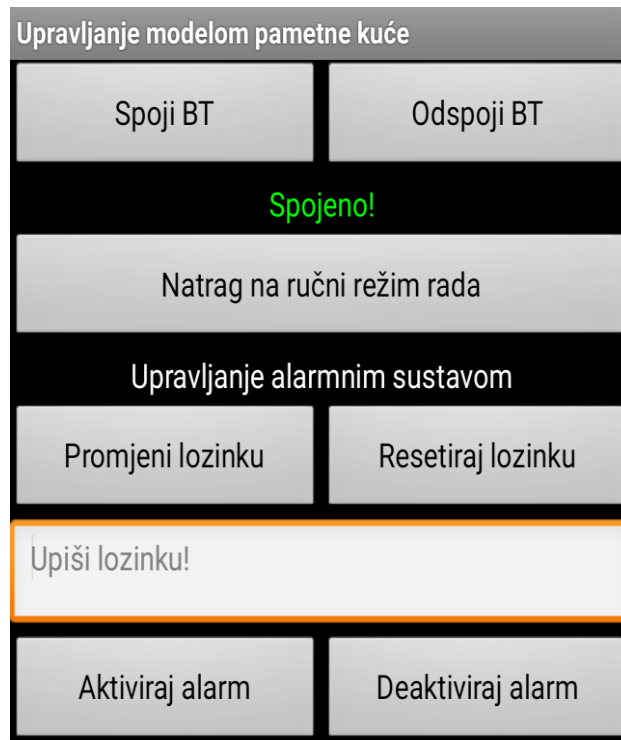 Upravljanje modelom pametne kuće
Spoji BT
Odspoji BT
Spojeno!
Natrag na ručni režim rada
Upravljanje alarmnim sustavom
Promjeni lozinku
Resetiraj lozinku
Upiši lozinku!
Aktiviraj alarm
Deaktiviraj alarm